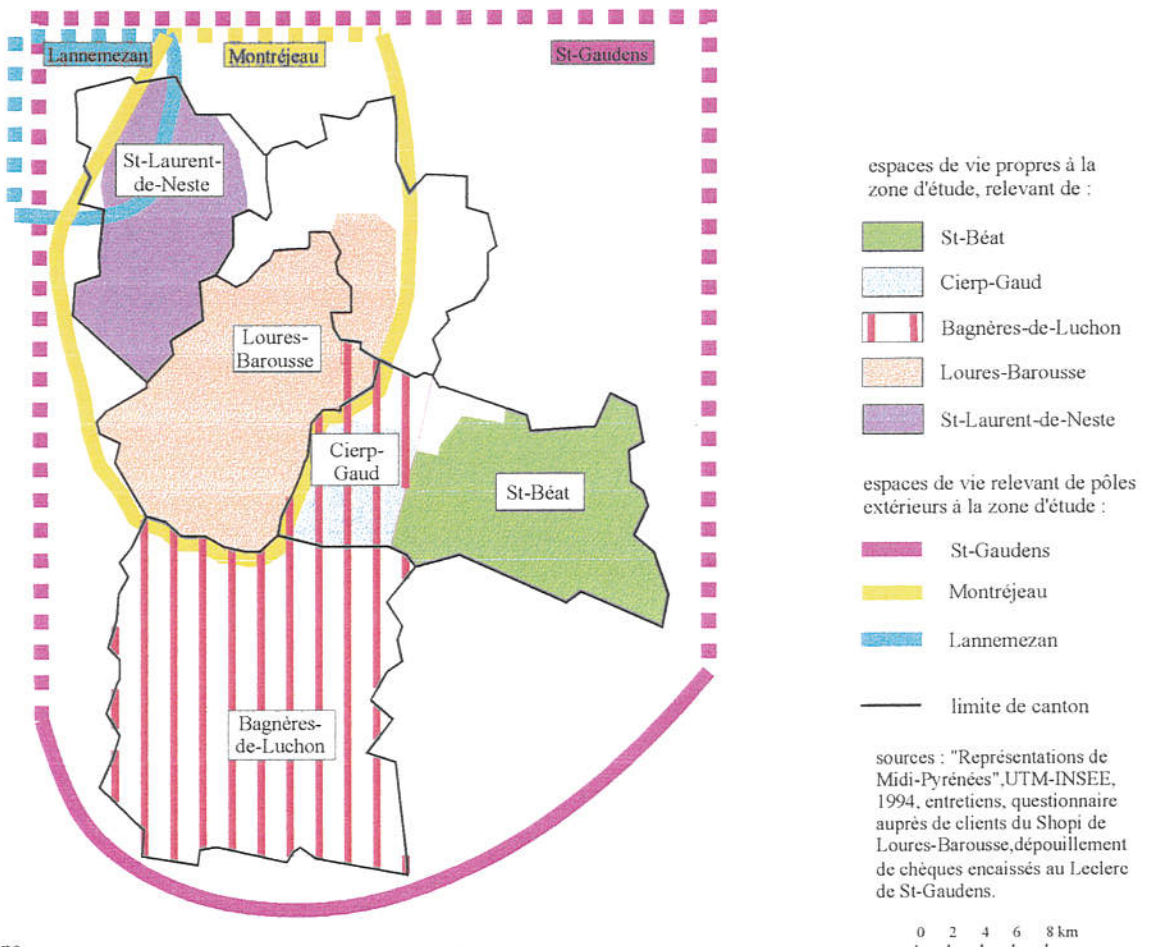 Lannemezan
Montréjeau
St-Gaudens
St-Laurent-
de-Neste
Loures-
Barousse
Cierp-
Gaud
St-Béat
Bagnères-
de-Luchon
espaces de vie propres à la
zone d'étude, relevant de :
St-Béat
Cierp-Gaud
Bagnères-de-Luchon
Loures-Barousse
St-Laurent-de-Neste
espaces de vie relevant de pôles
extérieurs à la zone d'étude :
St-Gaudens
Montréjeau
Lannemezan
limite de canton
sources : "Représentations de
Midi-Pyrénées",UTM-INSEE,
1994, entretiens, questionnaire
auprès de clients du Shopi de
Loures-Barousse,dépouillement
de chèques encaissés au Leclerc
de St-Gaudens.
0 2 4 6 8 km